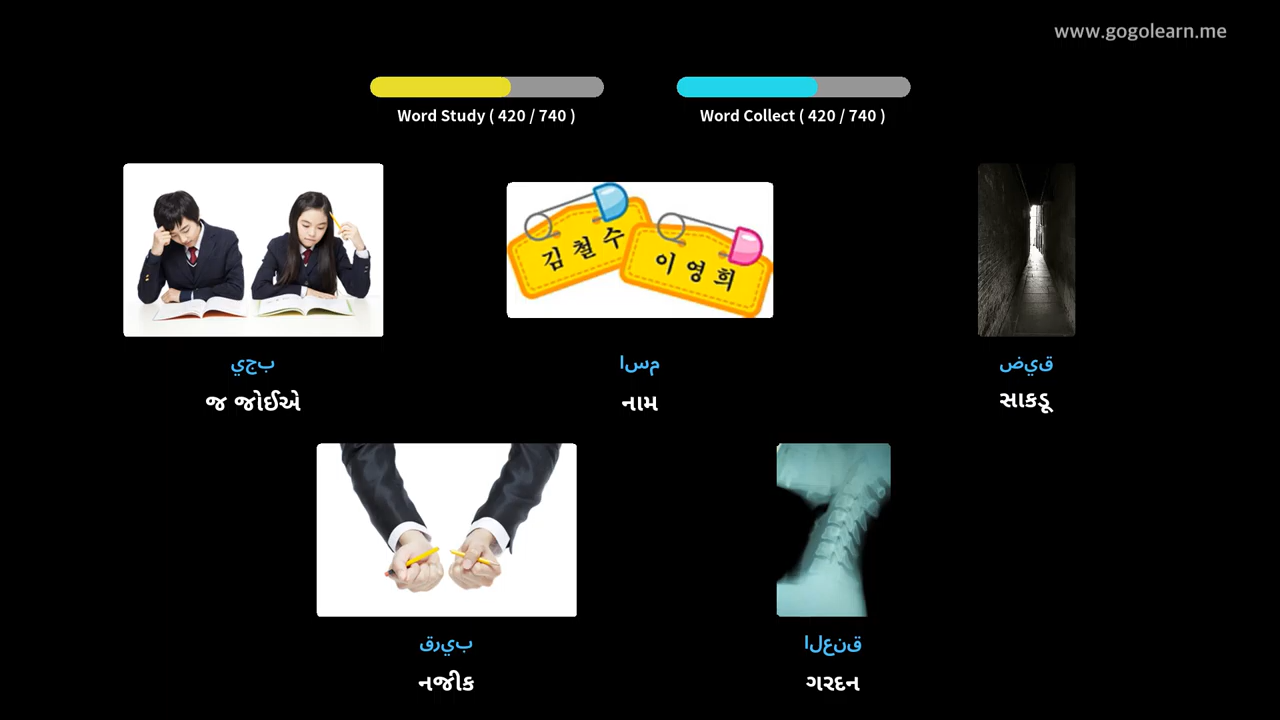 www.gogolearn.me
Word Study ( 420 / 740 )
Word Collect ( 420 / 740 )
김철수
이영희
يجب
જ જોઈએ
اسم
નામ
ضيق
સાકડૂ
قريب
નજીક
العنق
ગરદન